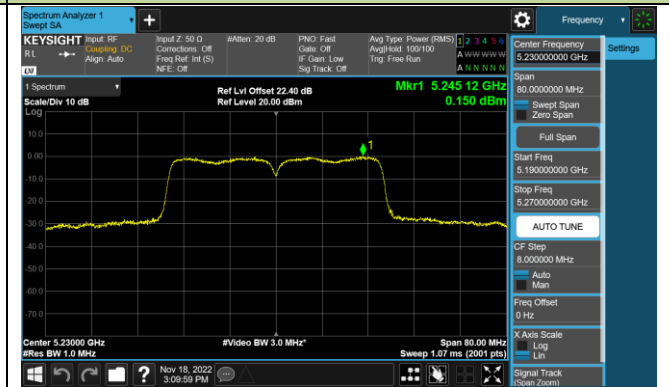 Spectrum Analyzer 1
Swept SA
Frequency
KEYSIGHT
RL
Input: RF
Coupling: DC
Align: Auto
Input Z: 50 Ω
Corrections: Off
Freq Ref: Int (S)
NFE: Off
#Atten: 20 dB
PNO: Fast
Gate: Off
IF Gain: Low
Sig Track: Off
Avg Type: Power (RMS)
Avg|Hold: 100/100
Trig: Free Run
1 2 3 4 5 6
A W W W W W
A N N N N N
1 Spectrum
Scale/Div 10 dB
Log
Ref Lvl Offset 22.40 dB
Ref Level 20.00 dBm
Mkr1 5.245 12 GHz
0.150 dBm
10.0
0.00
-10.0
-20.0
-30.0
-40.0
-50.0
-60.0
-70.0
1
Center 5.23000 GHz
#Res BW 1.0 MHz
#Video BW 3.0 MHz*
Span 80.00 MHz
Sweep 1.07 ms (2001 pts)
Nov 18, 2022
3:09:59 PM
Center Frequency
5.230000000 GHz
Settings
Span
80.0000000 MHz
Swept Span
Zero Span
Full Span
Start Freq
5.190000000 GHz
Stop Freq
5.270000000 GHz
AUTO TUNE
CF Step
8.000000 MHz
Auto
Man
Freq Offset
0 Hz
X Axis Scale
Log
Lin
Signal Track
(Span Zoom)